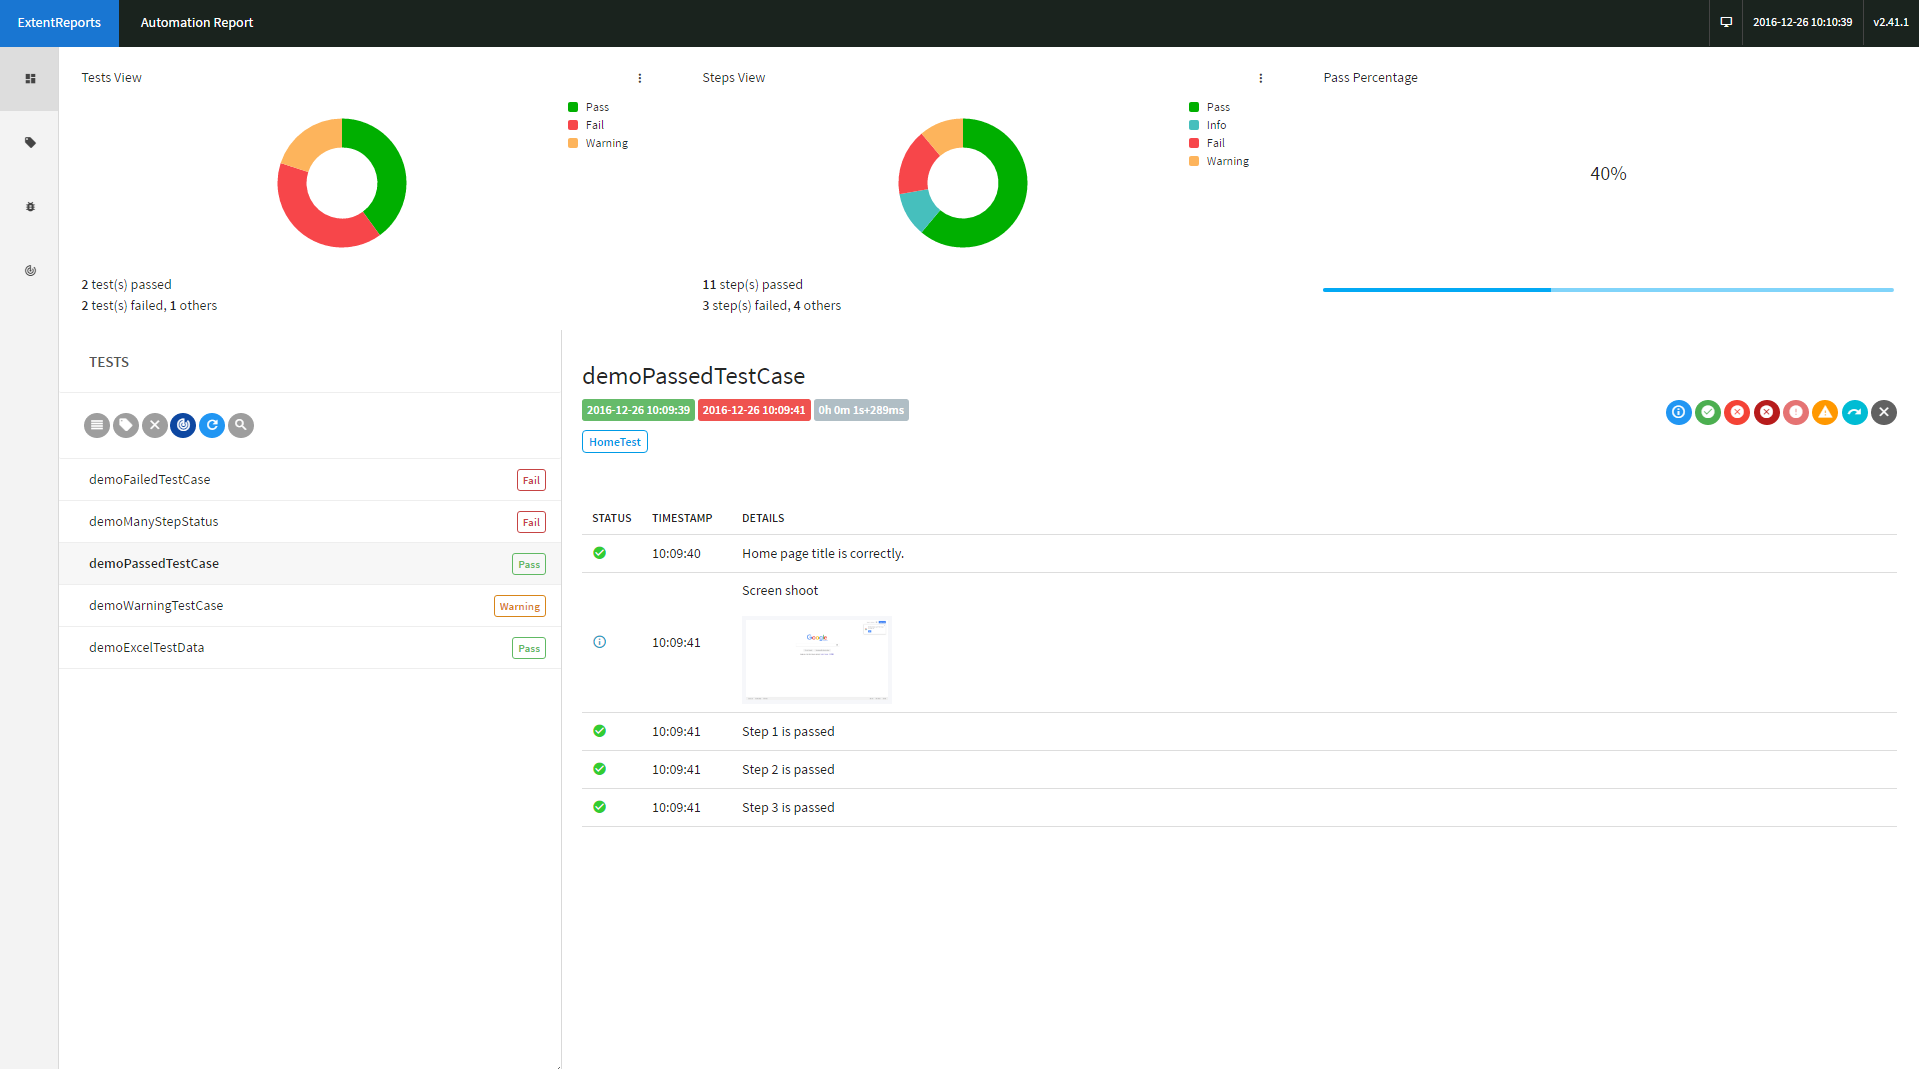 ExtentReports Automation Report 2016-12-26 10:10:39 v2.41.1
Tests View
Pass
Fail
Warning
2 test(s) passed
2 test(s) failed, 1 others
Steps View
Pass
Info
Fail
Warning
11 step(s) passed
3 step(s) failed, 4 others
Pass Percentage
40%
TESTS
demoFailedTestCase Fail
demoManyStepStatus Fail
demoPassedTestCase Pass
demoWarningTestCase Warning
demoExcelTestData Pass
demoPassedTestCase
2016-12-26 10:09:39 2016-12-26 10:09:41 0h 0m 1s+289ms
HomeTest
STATUS TIMESTAMP DETAILS
10:09:40 Home page title is correctly.
Screen shoot
10:09:41
Google
10:09:41 Step 1 is passed
10:09:41 Step 2 is passed
10:09:41 Step 3 is passed